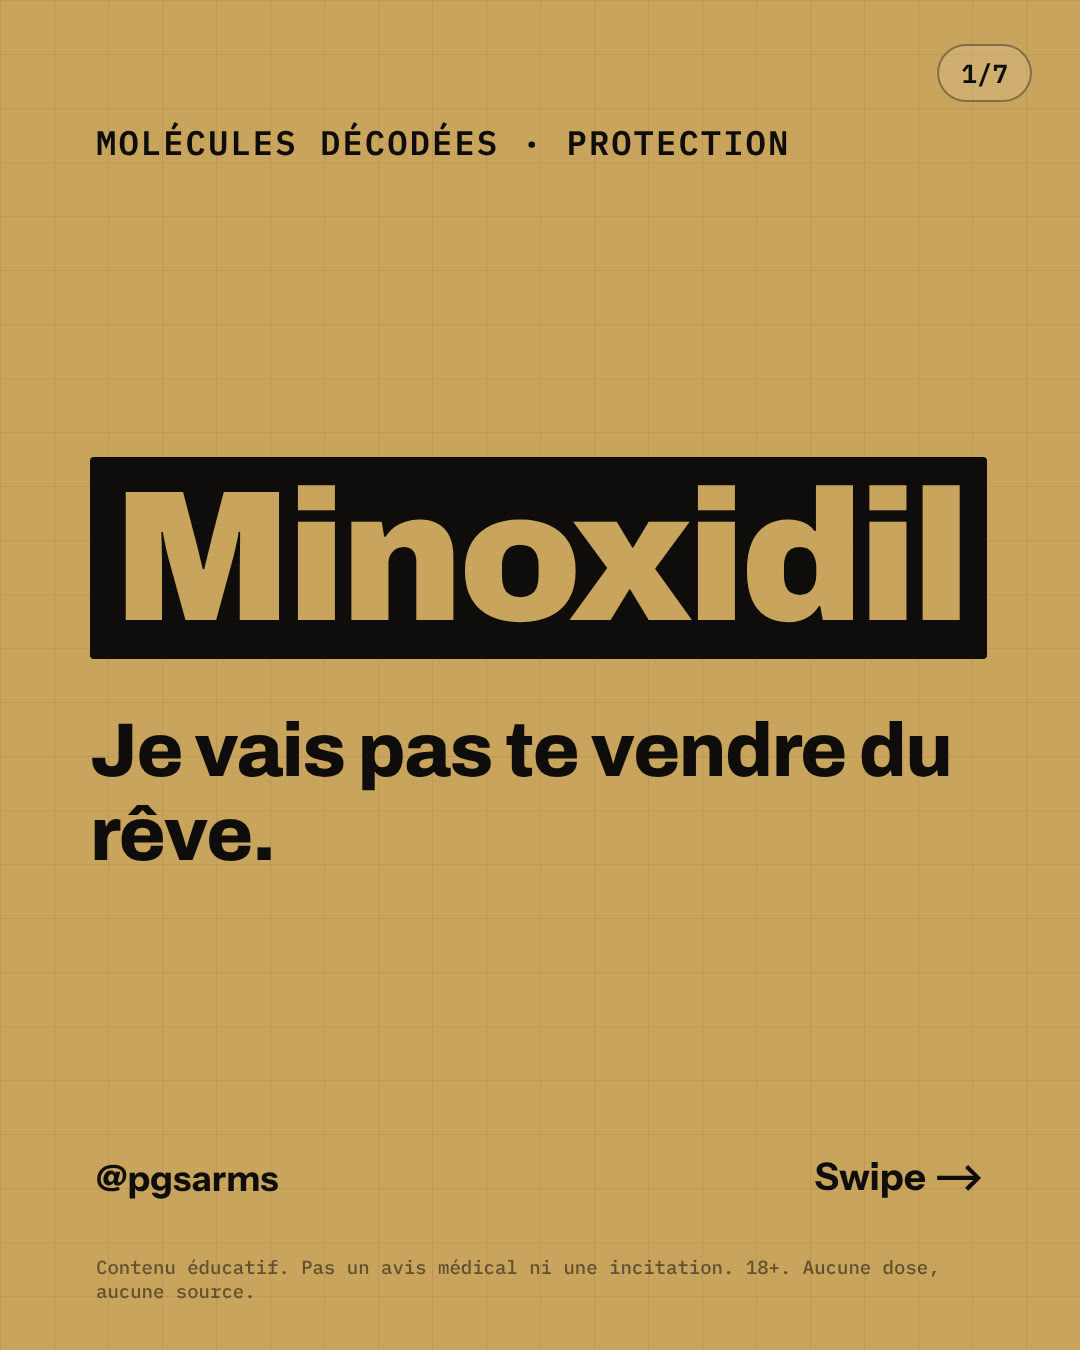 1/7
MOLÉCULES DÉCODÉES · PROTECTION
Minoxidil
Je vais pas te vendre du
rêve.
@pgsarms
Swipe →
Contenu éducatif. Pas un avis médical ni une incitation. 18+. Aucune dose,
aucune source.